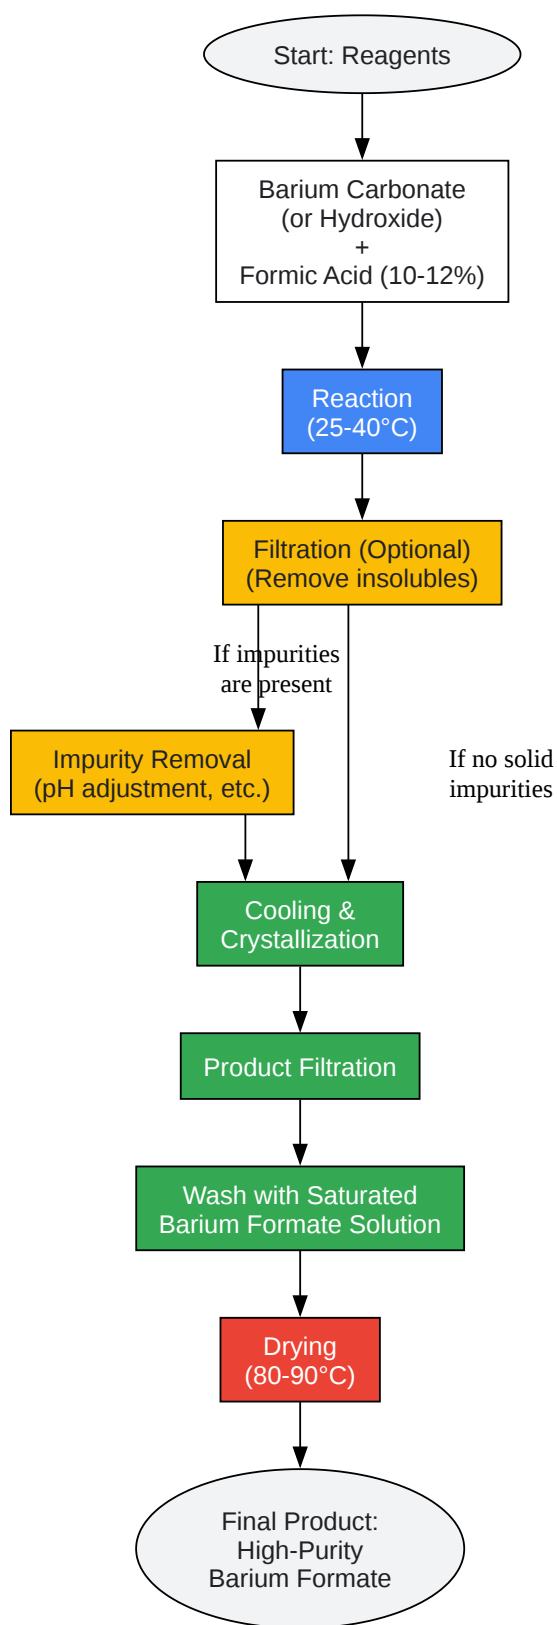 Start: Reagents
Barium Carbonate
(or Hydroxide)
+
Formic Acid (10-12%)
Reaction
(25-40°C)
Filtration (Optional)
(Remove insolubles)
If impurities
are present
Impurity Removal
(pH adjustment, etc.)
If no solid
impurities
Cooling &
Crystallization
Product Filtration
Wash with Saturated
Barium Formate Solution
Drying
(80-90°C)
Final Product:
High-Purity
Barium Formate